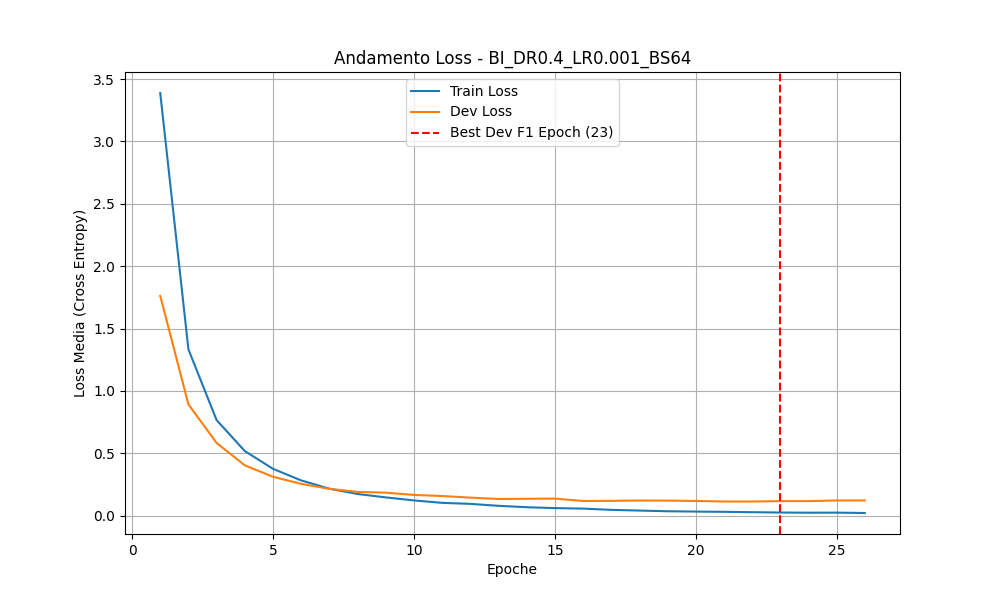 Andamento Loss - BI_DR0.4_LR0.001_BS64
Train Loss
Dev Loss
Best Dev F1 Epoch (23)
Loss Media (Cross Entropy)
3.5
3.0
2.5
2.0
1.5
1.0
0.5
0.0
0 5 10 15 20 25
Epoche